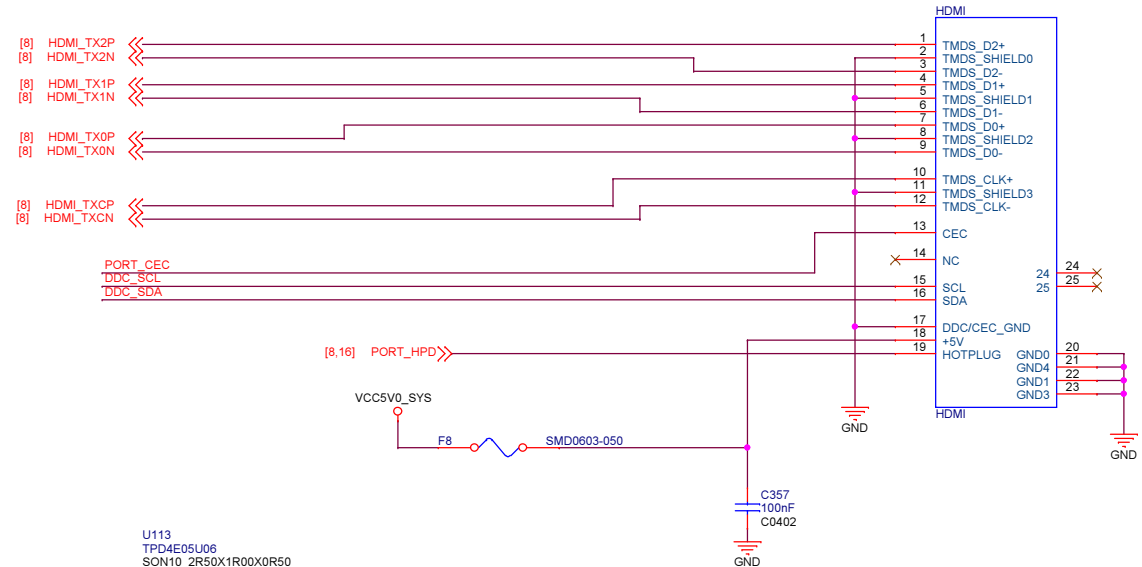 HDMI
[8] HDMI_TX2P 1 TMDS_D2+
[8] HDMI_TX2N 2 TMDS_SHIELD0
3 TMDS_D2-
[8] HDMI_TX1P 4 TMDS_D1+
[8] HDMI_TX1N 5 TMDS_SHIELD1
6 TMDS_D1-
7 TMDS_D0+
[8] HDMI_TX0P 8 TMDS_SHIELD2
[8] HDMI_TX0N 9 TMDS_D0-
10 TMDS_CLK+
11 TMDS_SHIELD3
[8] HDMI_TXCP 12 TMDS_CLK-
[8] HDMI_TXCN
13 CEC
PORT_CEC 14 NC
24 24
DDC_SCL 15 SCL 25 25
DDC_SDA 16 SDA
17 DDC/CEC_GND
18 +5V
[8,16] PORT_HPD 19 HOTPLUG GND0 20
GND4 21
GND1 22
GND3 23
VCC5V0_SYS
HDMI
GND
F8 SMD0603-050
GND
C357
100nF
C0402
U113
TPD4E05U06
SON10_2R50X1R00X0R50
GND